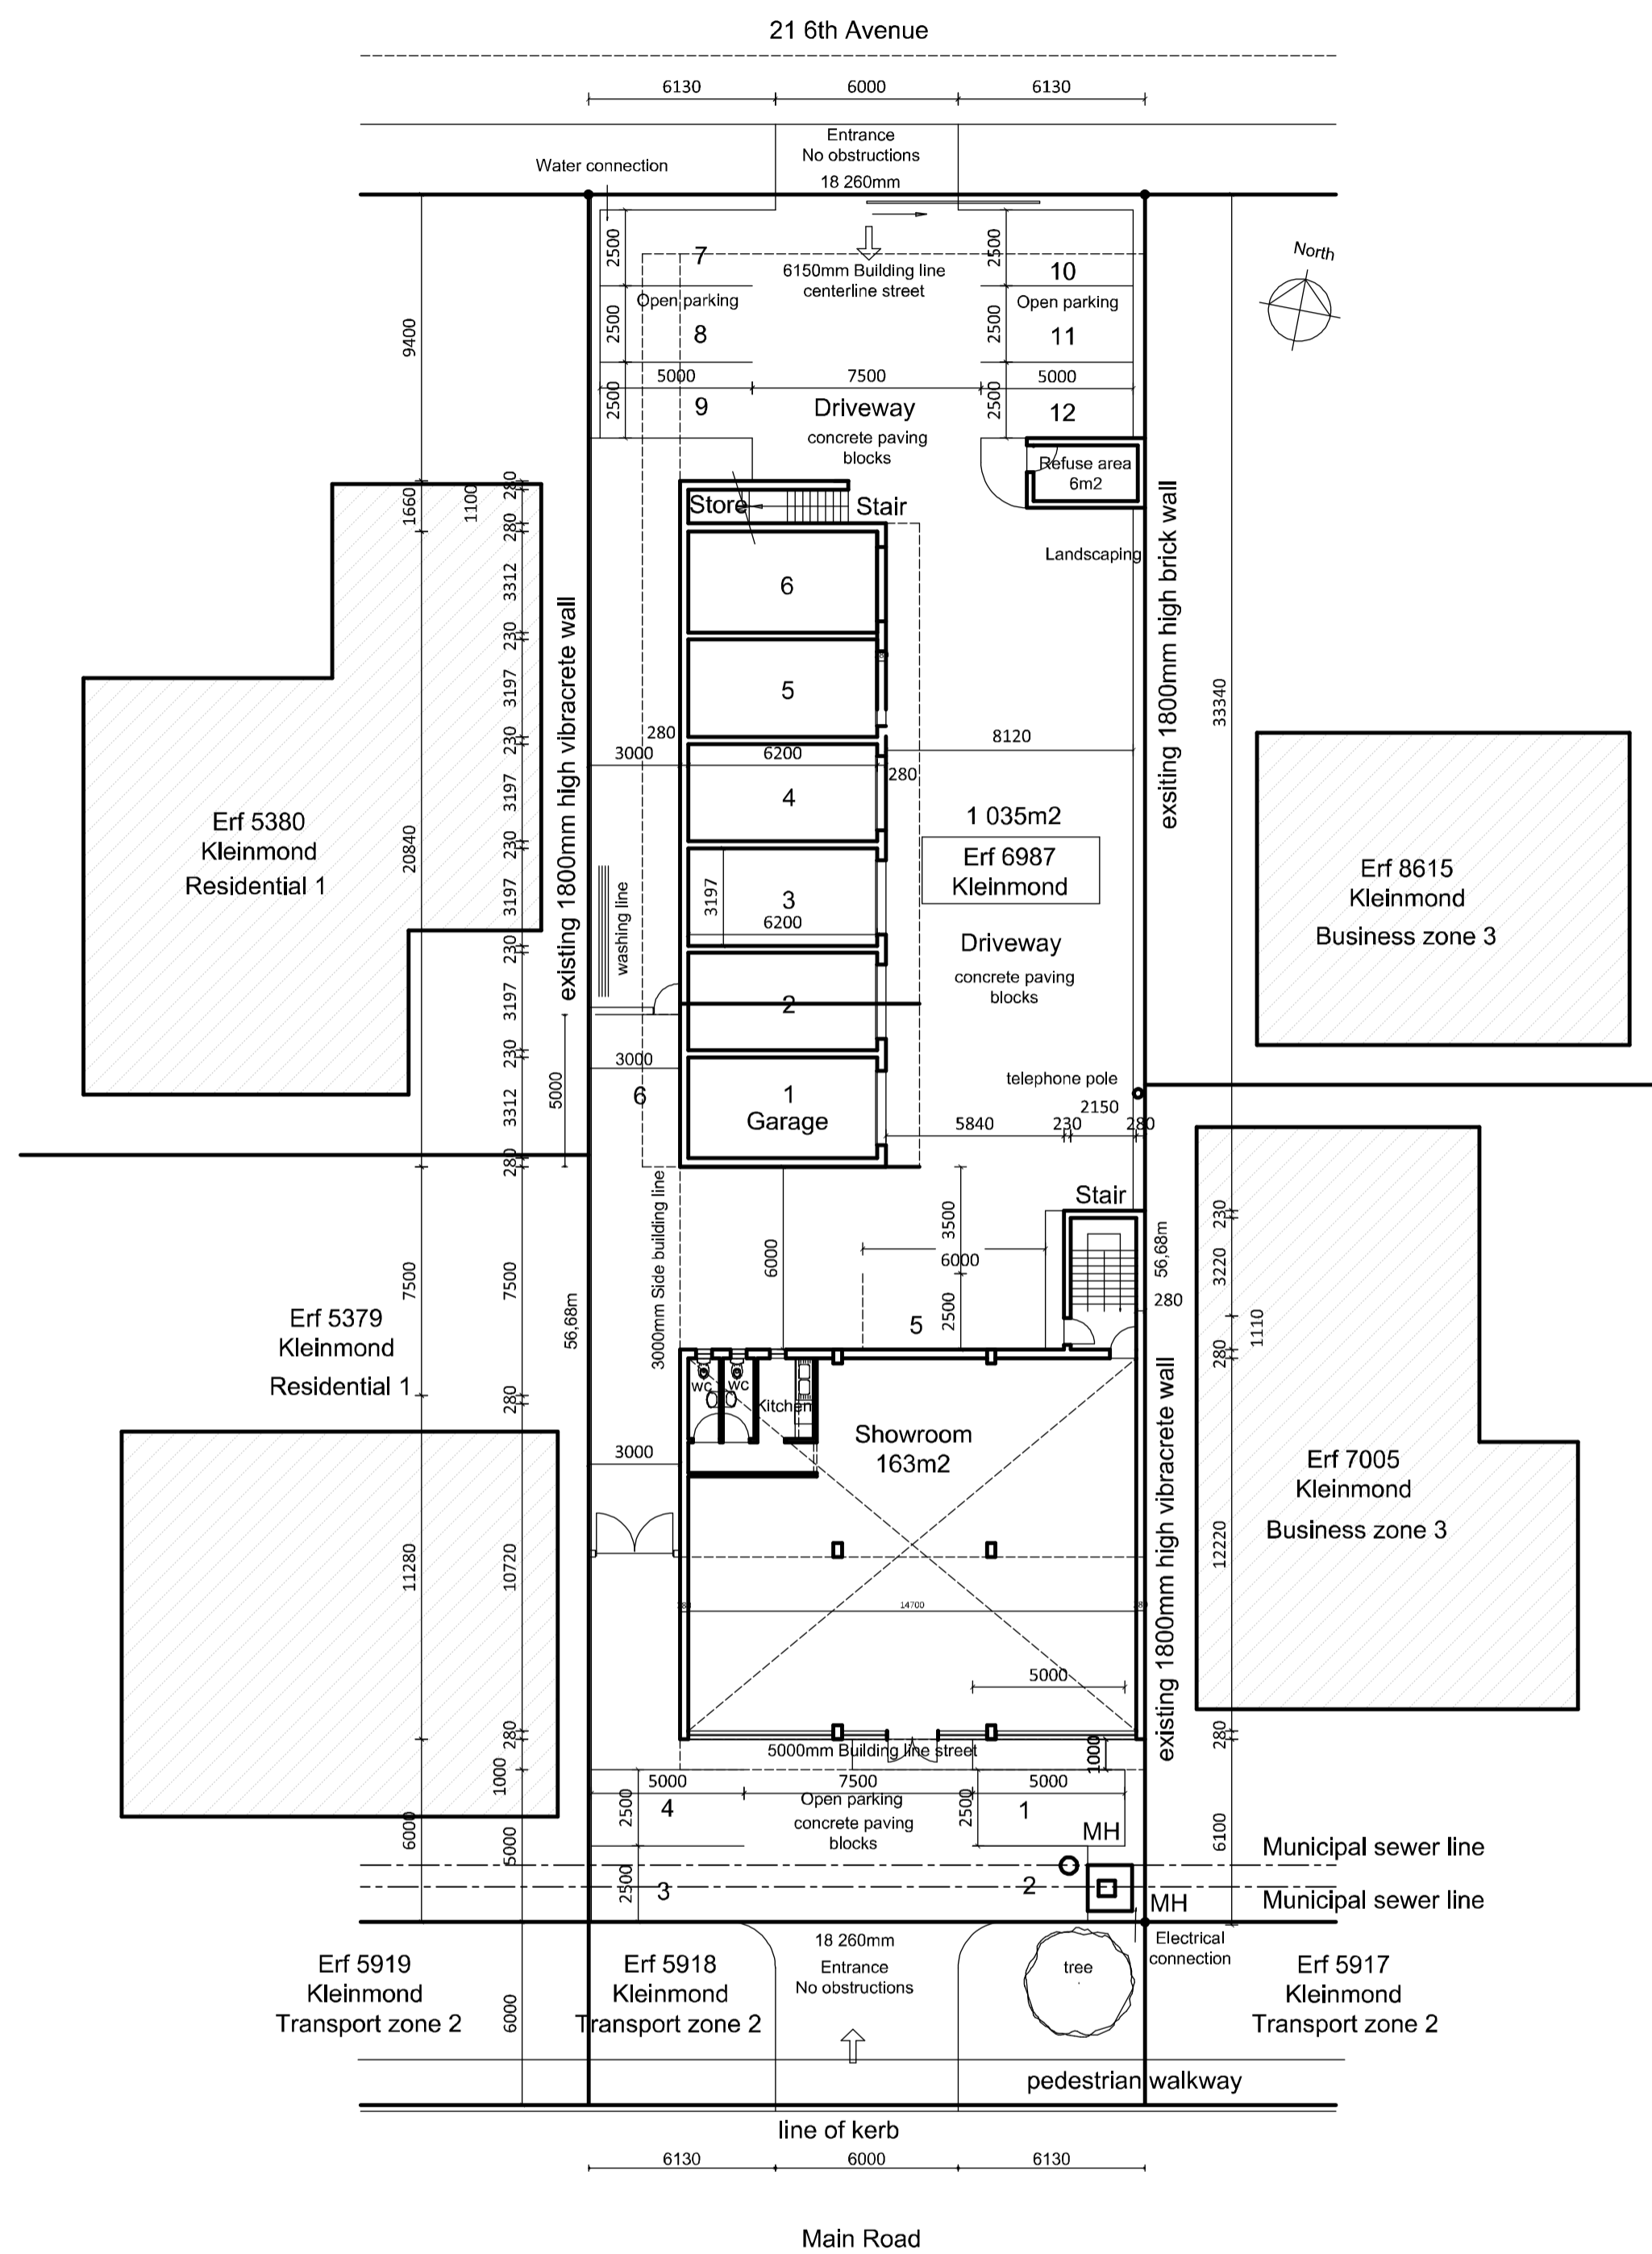 21 6th Avenue
6130
6000
6130
Entrance
No obstructions
18 260mm
Water connection
North
2500
7
2500
10
6150mm Building line
centerline street
Open parking
Open parking
9400
2500
8
2500
11
5000
7500
5000
2500
9
Driveway
2500
12
concrete paving
blocks
Refuse area
6m2
280
1660
1100
Store
Stair
280
Landscaping
6
3312
230
existing 1800mm high vibracrete wall
exsiting 1800mm high brick wall
5
3197
33340
280
230
3000
6200
8120
280
4
3197
1 035m2
Erf 5380
Kleinmond
Residential 1
20840
230
Erf 6987
Kleinmond
Erf 8615
Kleinmond
Business zone 3
3
3197
6200
3197
washing line
Driveway
concrete paving
blocks
230
2
3197
230
3000
telephone pole
5000
6
1
Garage
2150
5840
230
280
3312
280
Stair
3000mm Side building line
3500
6000
6000
56,68m
230
3220
7500
7500
2500
280
1110
5
56,68m
Erf 5379
Kleinmond
Residential 1
280
280
wc
wc
Kitchen
Showroom
163m2
3000
Erf 7005
Kleinmond
Business zone 3
existing 1800mm high vibracrete wall
11280
10720
12220
280
14700
280
5000
280
280
5000mm Building line street
1000
1000
5000
7500
5000
2500
4
Open parking
concrete paving
blocks
2500
1
MH
6000
5000
6100
Municipal sewer line
2500
3
2
MH
Municipal sewer line
18 260mm
Entrance
No obstructions
Electrical
connection
tree
Erf 5919
Kleinmond
Transport zone 2
Erf 5918
Kleinmond
Transport zone 2
Erf 5917
Kleinmond
Transport zone 2
6000
pedestrian walkway
line of kerb
6130
6000
6130
Main Road